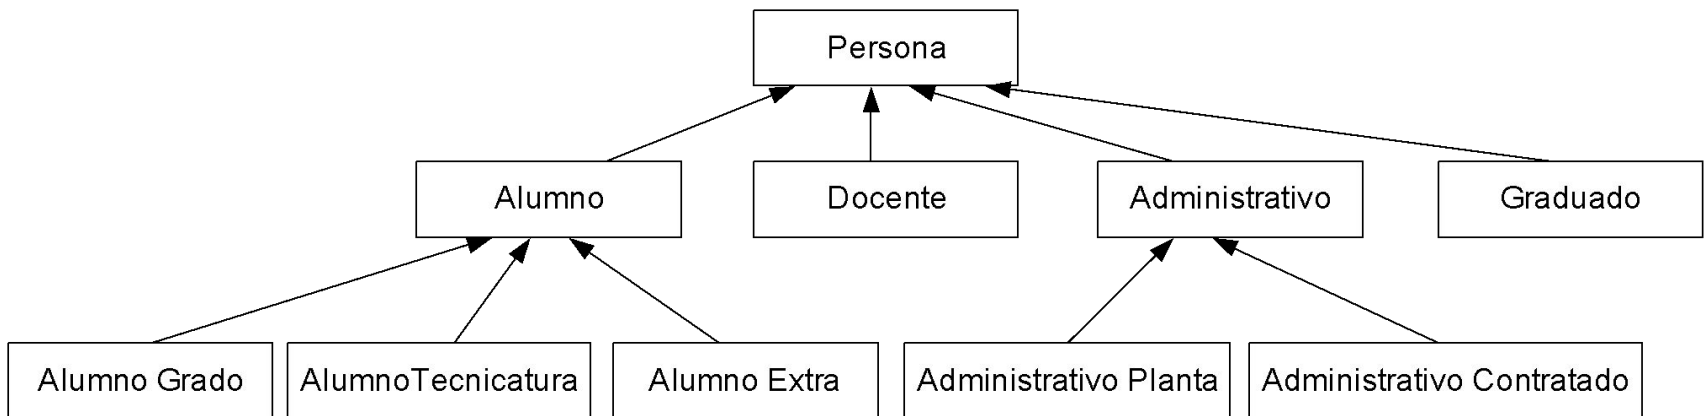 Persona
Alumno
Docente
Administrativo
Graduado
Alumno Grado
AlumnoTecnicatura
Alumno Extra
Administrativo Planta
Administrativo Contratado